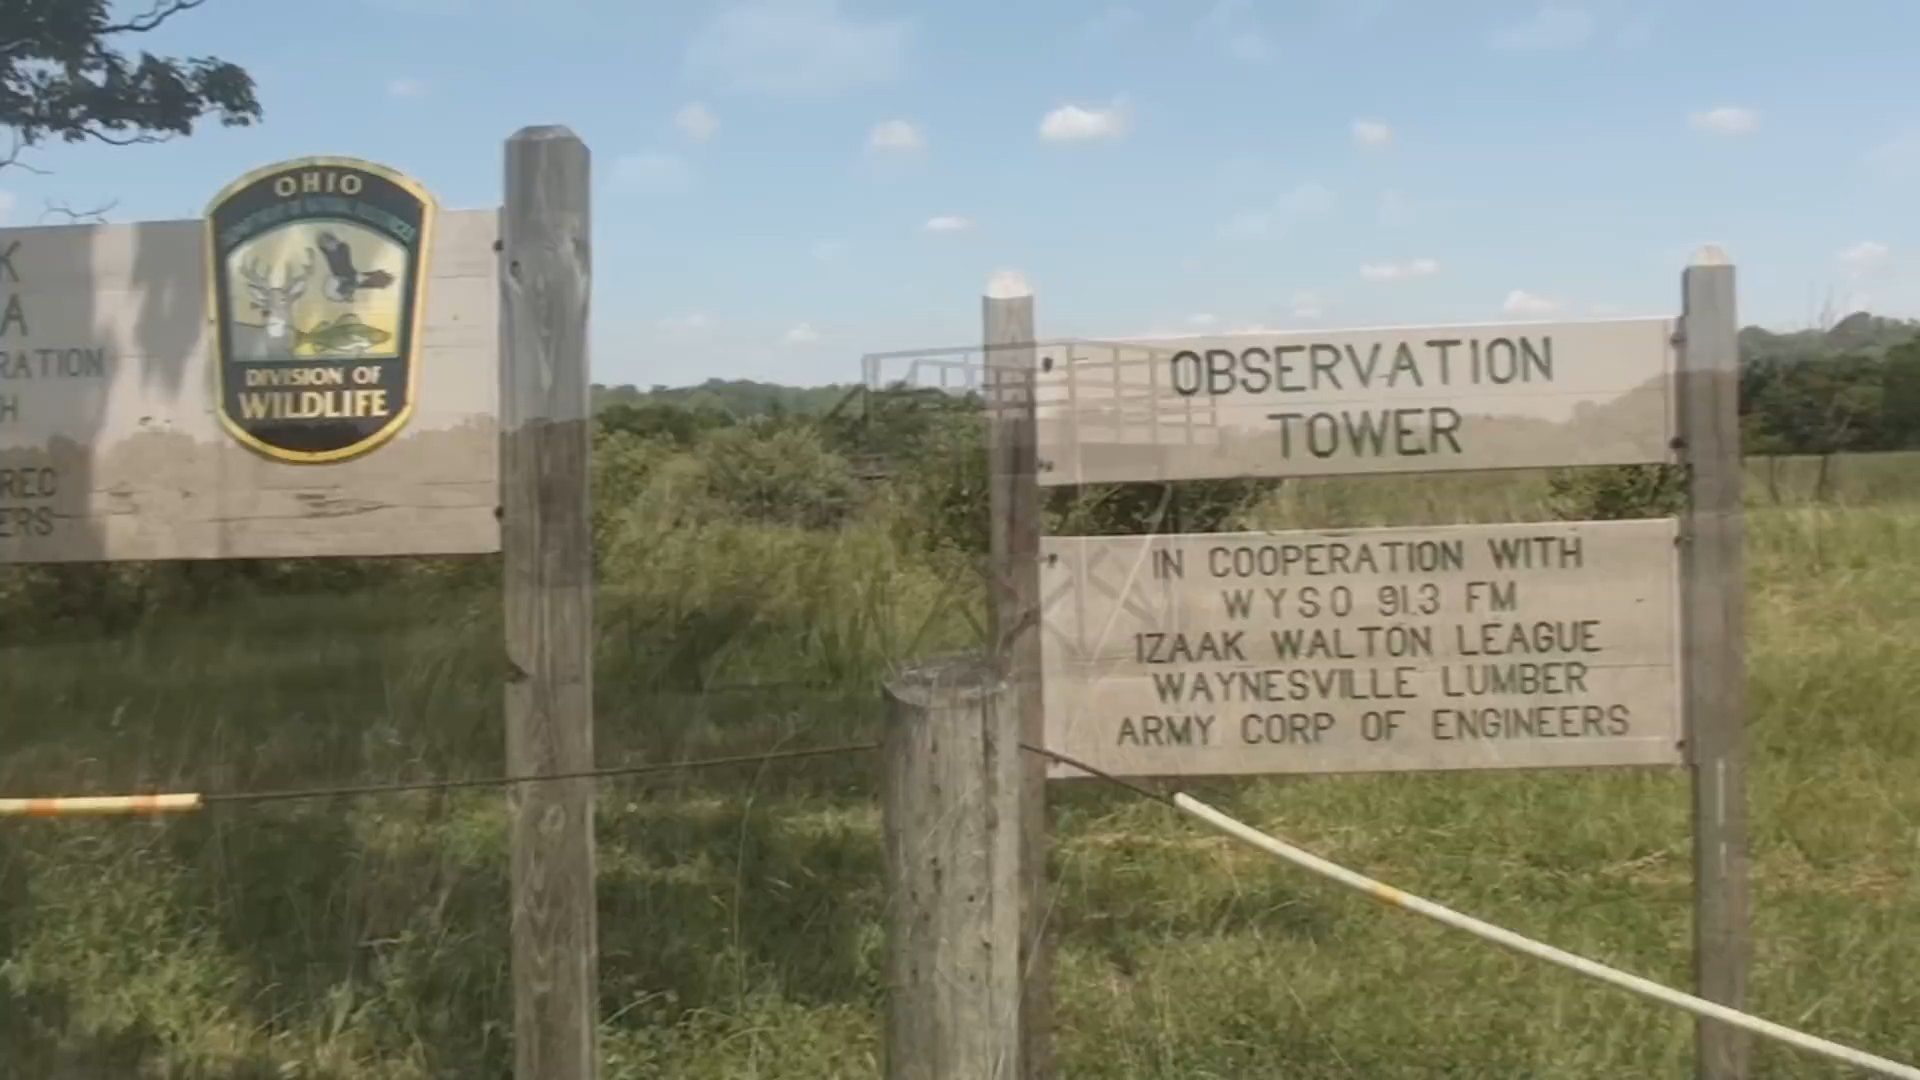 K
A
RATION
H
REC
ERS
OHIO
DIVISION OF
WILDLIFE
OBSERVATION
TOWER
IN COOPERATION WITH
WYSO 91.3 FM
IZAAK WALTON LEAGUE
WAYNESVILLE LUMBER
ARMY CORP OF ENGINEERS